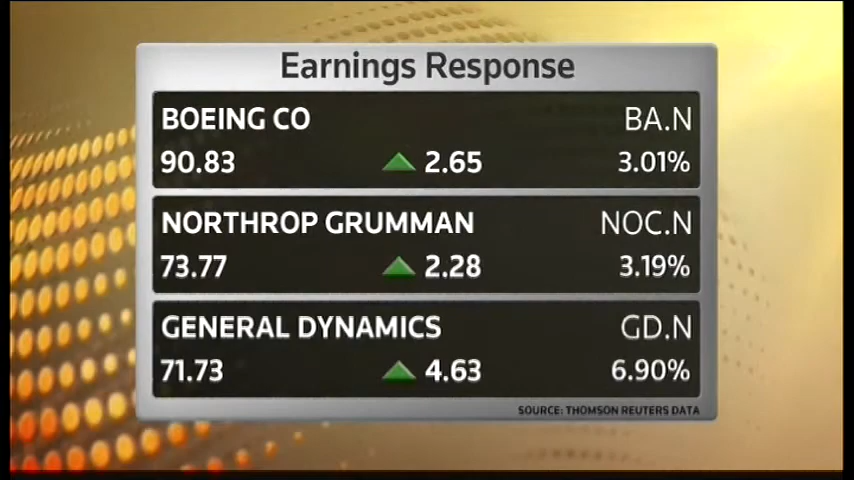 Earnings Response
BOEING CO BA.N
90.83 2.65 3.01%
NORTHROP GRUMMAN NOC.N
73.77 2.28 3.19%
GENERAL DYNAMICS GD.N
71.73 4.63 6.90%
SOURCE: THOMSON REUTERS DATA